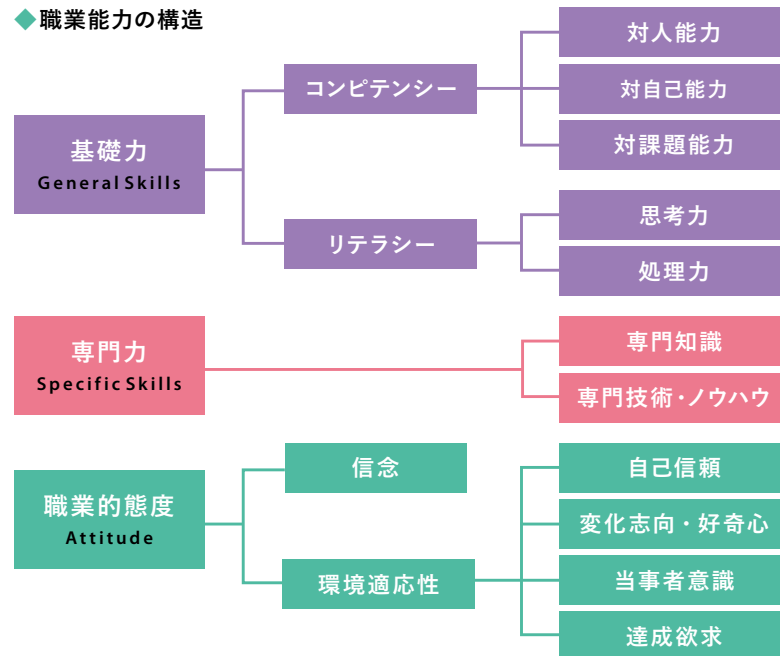 ◆職業能力の構造
基礎力
General Skills
コンピテンシー
対人能力
対自己能力
対課題能力
リテラシー
思考力
処理力
専門力
Specific Skills
専門知識
専門技術・ノウハウ
職業的態度
Attitude
信念
環境適応性
自己信頼
変化志向・好奇心
当事者意識
達成欲求